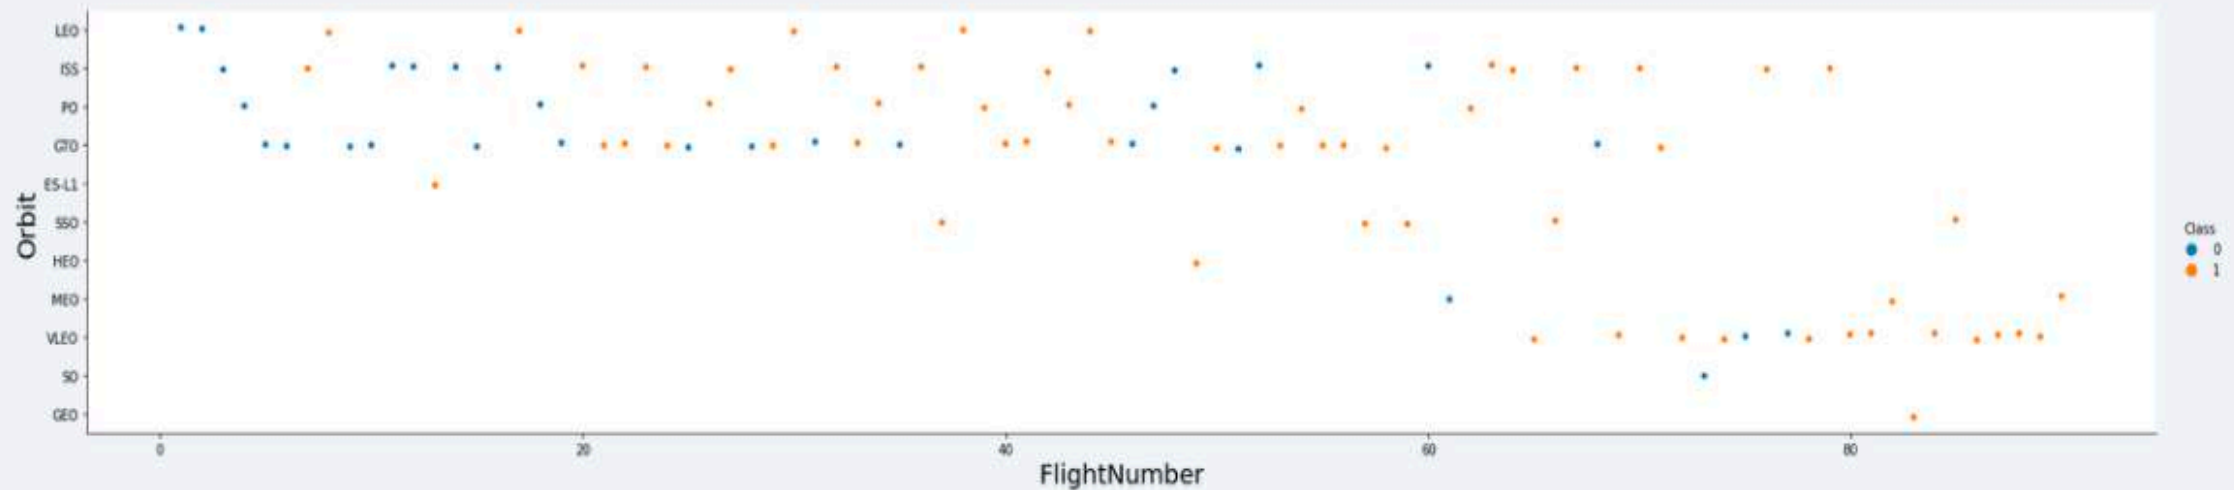 LEO
ISS
PO
GTO
ES-L1
SSO
HEO
MEO
VLEO
SO
GEO
Orbit
0 20 40 60 80
FlightNumber
Class
0
1